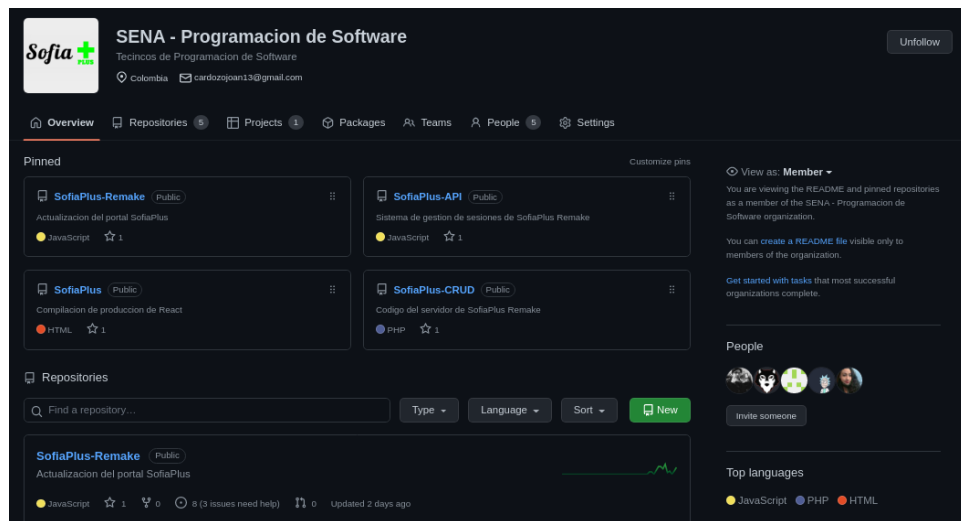 Sofia
PLUS
SENA - Programacion de Software
Tecincos de Programacion de Software
Colombia cardozojoan13@gmail.com
Unfollow
Overview Repositories 5 Projects 1 Packages Teams People 5 Settings
Pinned
Customize pins
SofiaPlus-Remake Public
Actualizacion del portal SofiaPlus
JavaScript 1
SofiaPlus-API Public
Sistema de gestion de sesiones de SofiaPlus Remake
JavaScript 1
SofiaPlus Public
Compilacion de produccion de React
HTML 1
SofiaPlus-CRUD Public
Codigo del servidor de SofiaPlus Remake
PHP 1
Repositories
Find a repository…
Type
Language
Sort
New
SofiaPlus-Remake Public
Actualizacion del portal SofiaPlus
JavaScript 1 0 8 (3 issues need help) 0 Updated 2 days ago
View as: Member
You are viewing the README and pinned repositories
as a member of the SENA - Programacion de
Software organization.
You can create a README file visible only to
members of the organization.
Get started with tasks that most successful
organizations complete.
People
Invite someone
Top languages
JavaScript PHP HTML